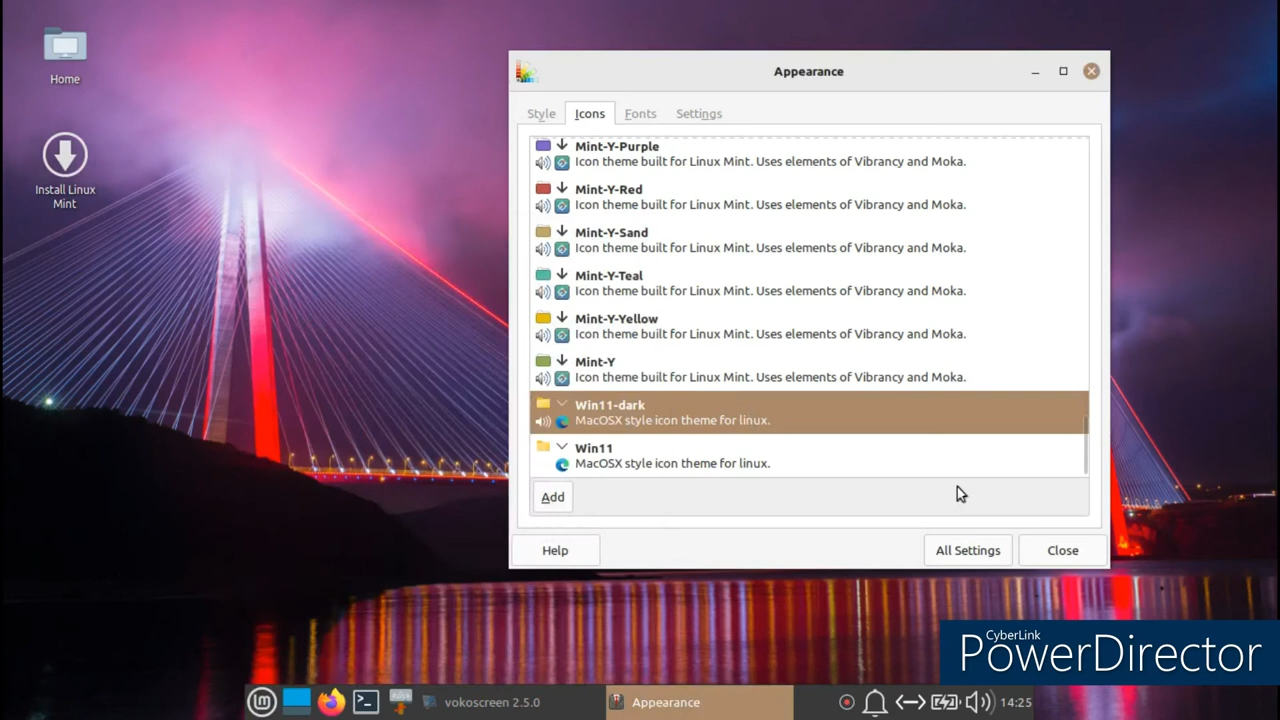 Home
Install Linux
Mint
Appearance
Style Icons Fonts Settings
Mint-Y-Purple
Icon theme built for Linux Mint. Uses elements of Vibrancy and Moka.
Mint-Y-Red
Icon theme built for Linux Mint. Uses elements of Vibrancy and Moka.
Mint-Y-Sand
Icon theme built for Linux Mint. Uses elements of Vibrancy and Moka.
Mint-Y-Teal
Icon theme built for Linux Mint. Uses elements of Vibrancy and Moka.
Mint-Y-Yellow
Icon theme built for Linux Mint. Uses elements of Vibrancy and Moka.
Mint-Y
Icon theme built for Linux Mint. Uses elements of Vibrancy and Moka.
Win11-dark
MacOSX style icon theme for linux.
Win11
MacOSX style icon theme for linux.
Add
Help All Settings Close
CyberLink
PowerDirector
vokoscreen 2.5.0 Appearance 14:25